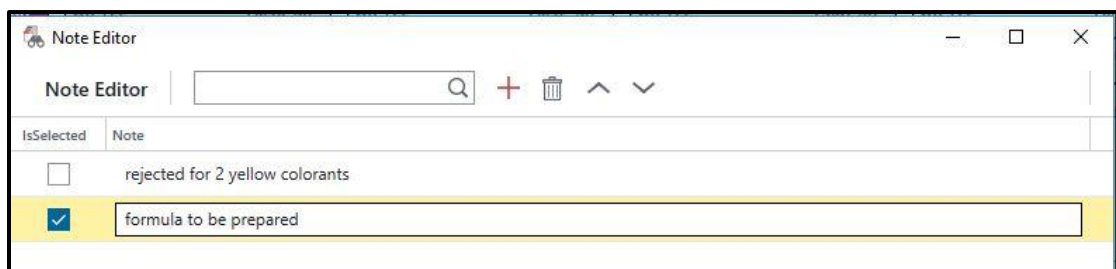 Note Editor
Note Editor
IsSelected Note
rejected for 2 yellow colorants
formula to be prepared